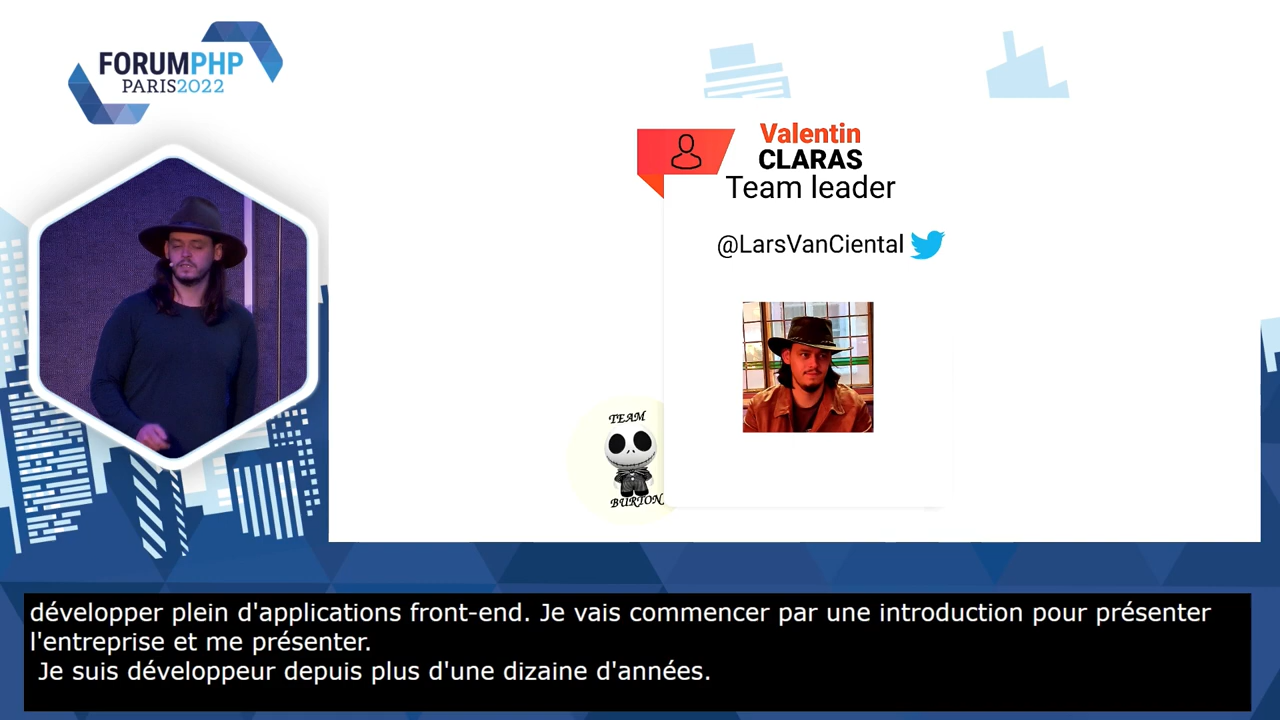 FORUMPHP
PARIS2022
Valentin
CLARAS
Team leader
@LarsVanCiental
TEAM
BURTON
développer plein d'applications front-end. Je vais commencer par une introduction pour présenter
l'entreprise et me présenter.
Je suis développeur depuis plus d'une dizaine d'années.